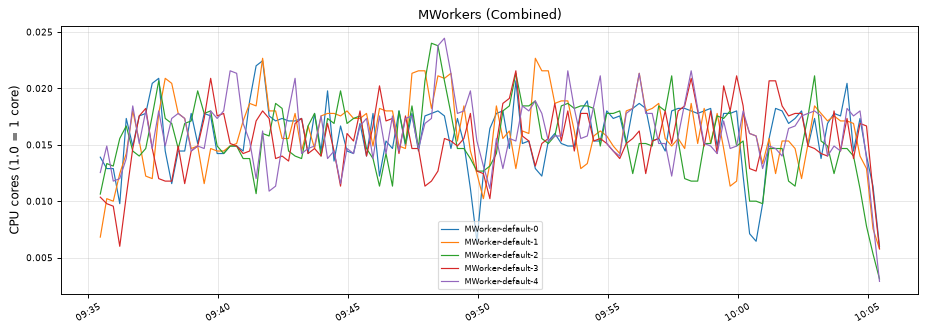 MWorkers (Combined)
CPU cores (1.0 = 1 core)
0.025
0.020
0.015
0.010
0.005
MWorker-default-0
MWorker-default-1
MWorker-default-2
MWorker-default-3
MWorker-default-4
09:35
09:40
09:45
09:50
09:55
10:00
10:05